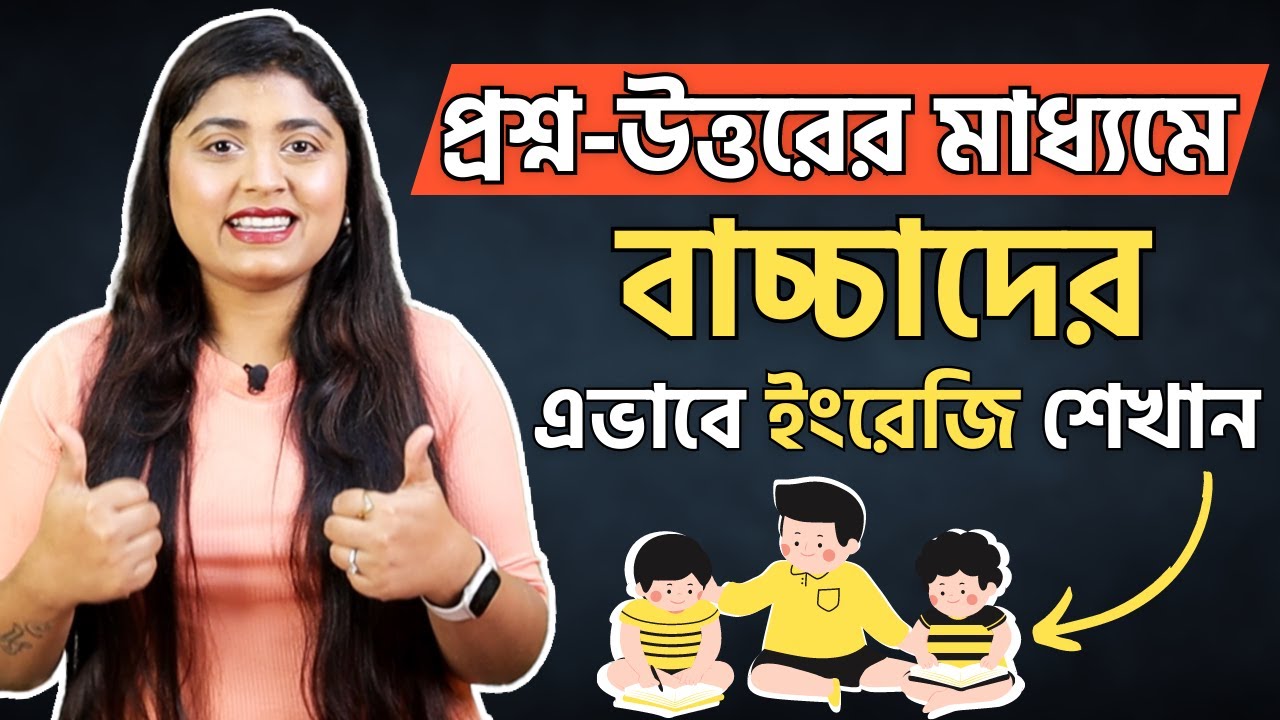 প্রশ্ন-উত্তরের মাধ্যমে
বাচ্চাদের
এভাবে ইংরেজি শেখান